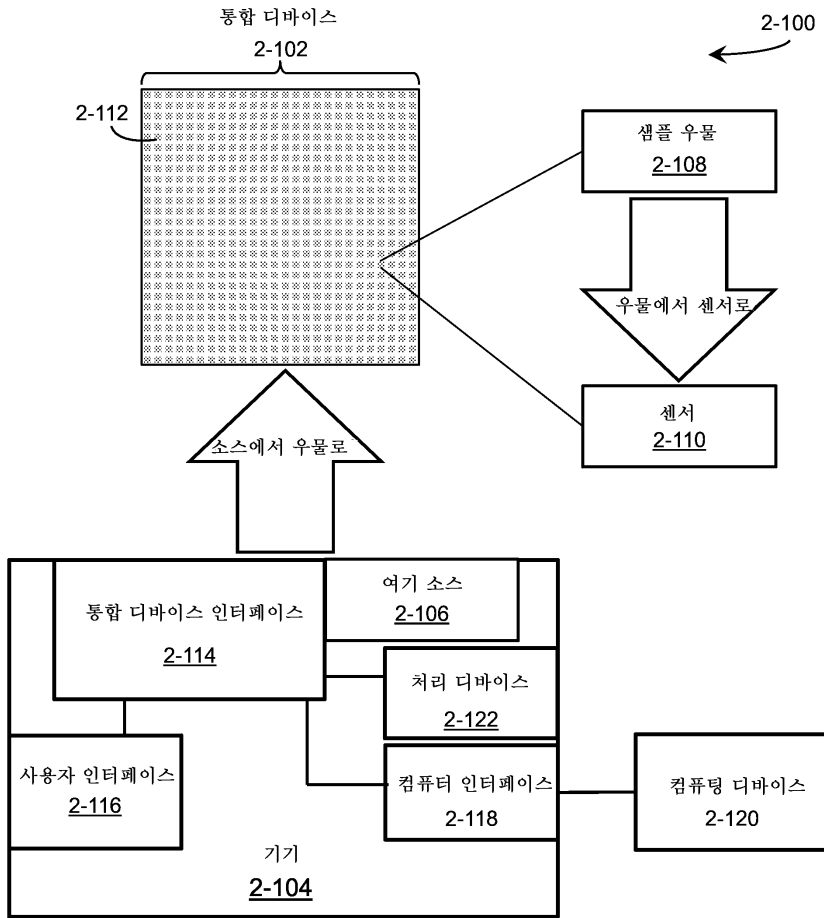 통합 디바이스
2-102
2-100
2-112
샘플 우물
2-108
우물에서 센서로
센서
2-110
소스에서 우물로
통합 디바이스 인터페이스
2-114
여기 소스
2-106
처리 디바이스
2-122
사용자 인터페이스
2-116
컴퓨터 인터페이스
2-118
컴퓨팅 디바이스
2-120
기기
2-104